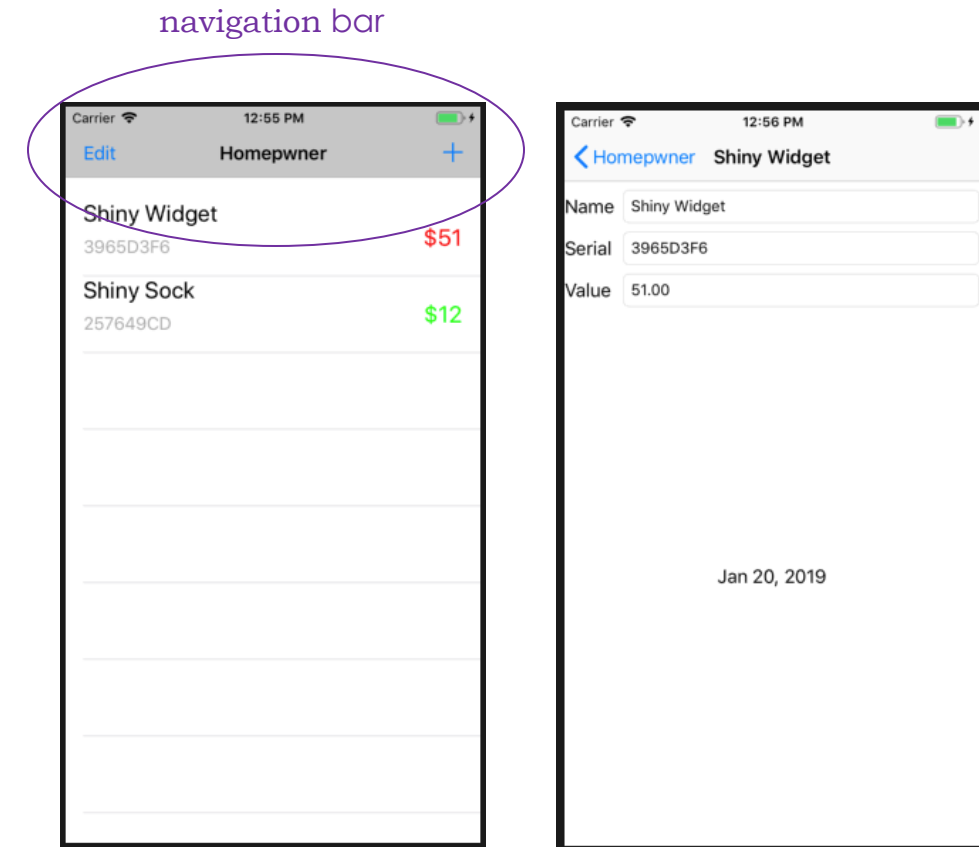 navigation bar
Carrier 12:55 PM
Edit Homepwner +
Shiny Widget
3965D3F6 $51
Shiny Sock
257649CD $12
Carrier 12:56 PM
Homepwner Shiny Widget
Name Shiny Widget
Serial 3965D3F6
Value 51.00
Jan 20, 2019